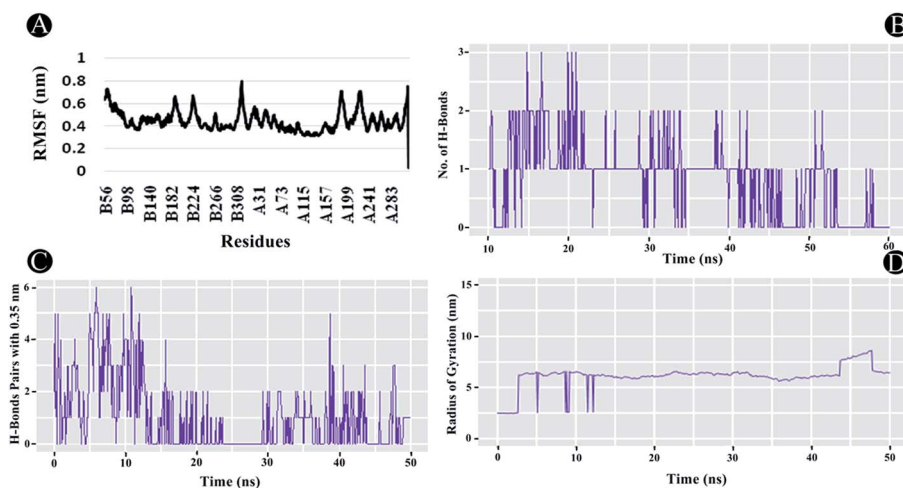 A
RMSF (nm)
1
0.8
0.6
0.4
0.2
0
B56
B98
B140
B182
B224
B266
B308
A31
A73
A115
A157
A199
A241
A283
Residues
B
No. of H-Bonds
3
2
1
0
10 20 30 40 50 60
Time (ns)
C
H-Bonds Pairs with 0.35 nm
6
4
2
0
0 10 20 30 40 50
Time (ns)
D
Radius of Gyration (nm)
15
10
5
0
0 10 20 30 40 50
Time (ns)